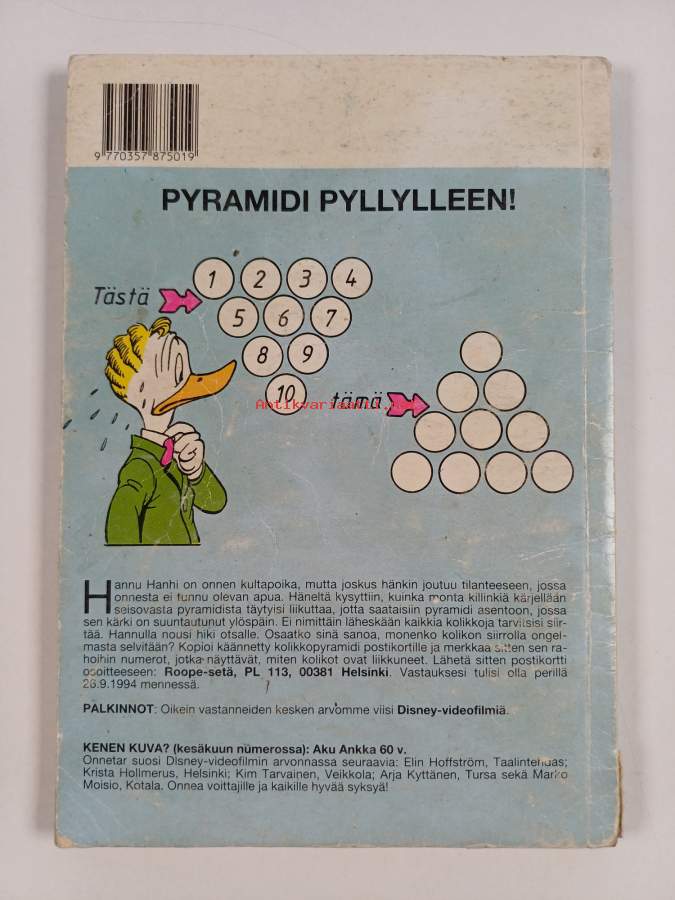 9 770357 875019
PYRAMIDI PYLLYLLEEN!
Tästä
1 2 3 4
5 6 7
8 9
10
tämä
Antikvariaatti.net
Hannu Hanhi on onnen kultapoika, mutta joskus hänkin joutuu tilanteeseen, jossa
onnesta ei tunnu olevan apua. Häneltä kysyttiin, kuinka monta killinkiä kärjellään
seisovasta pyramidista täytyisi liikuttaa, jotta saataisiin pyramidi asentoon, jossa
sen kärki on suuntautunut ylöspäin. Ei nimittäin läheskään kaikkia kolikkoja tarvitsisi siir-
tää. Hannulla nousi hiki otsalle. Osaatko sinä sanoa, monenko kolikon siirrolla ongel-
masta selvitään? Kopioi käännetty kolikkopyramidi postikortille ja merkkaa sitten sen ra-
hoihin numerot, jotka näyttävät, miten kolikot ovat liikkuneet. Lähetä sitten postikortti
osoitteeseen: Roope-setä, PL 113, 00381 Helsinki. Vastauksesi tulisi olla perillä
26.9.1994 mennessä.
PALKINNOT: Oikein vastanneiden kesken arvomme viisi Disney-videofilmiä.
KENEN KUVA? (kesäkuun numerossa): Aku Ankka 60 v.
Onnetar suosi Disney-videofilmin arvonnassa seuraavia: Elin Hoffström, Taalintehdas;
Krista Hollmerus, Helsinki; Kim Tarvainen, Veikkola; Arja Kyttänen, Tursa sekä Marko
Moisio, Kotala. Onnea voittajille ja kaikille hyvää syksyä!